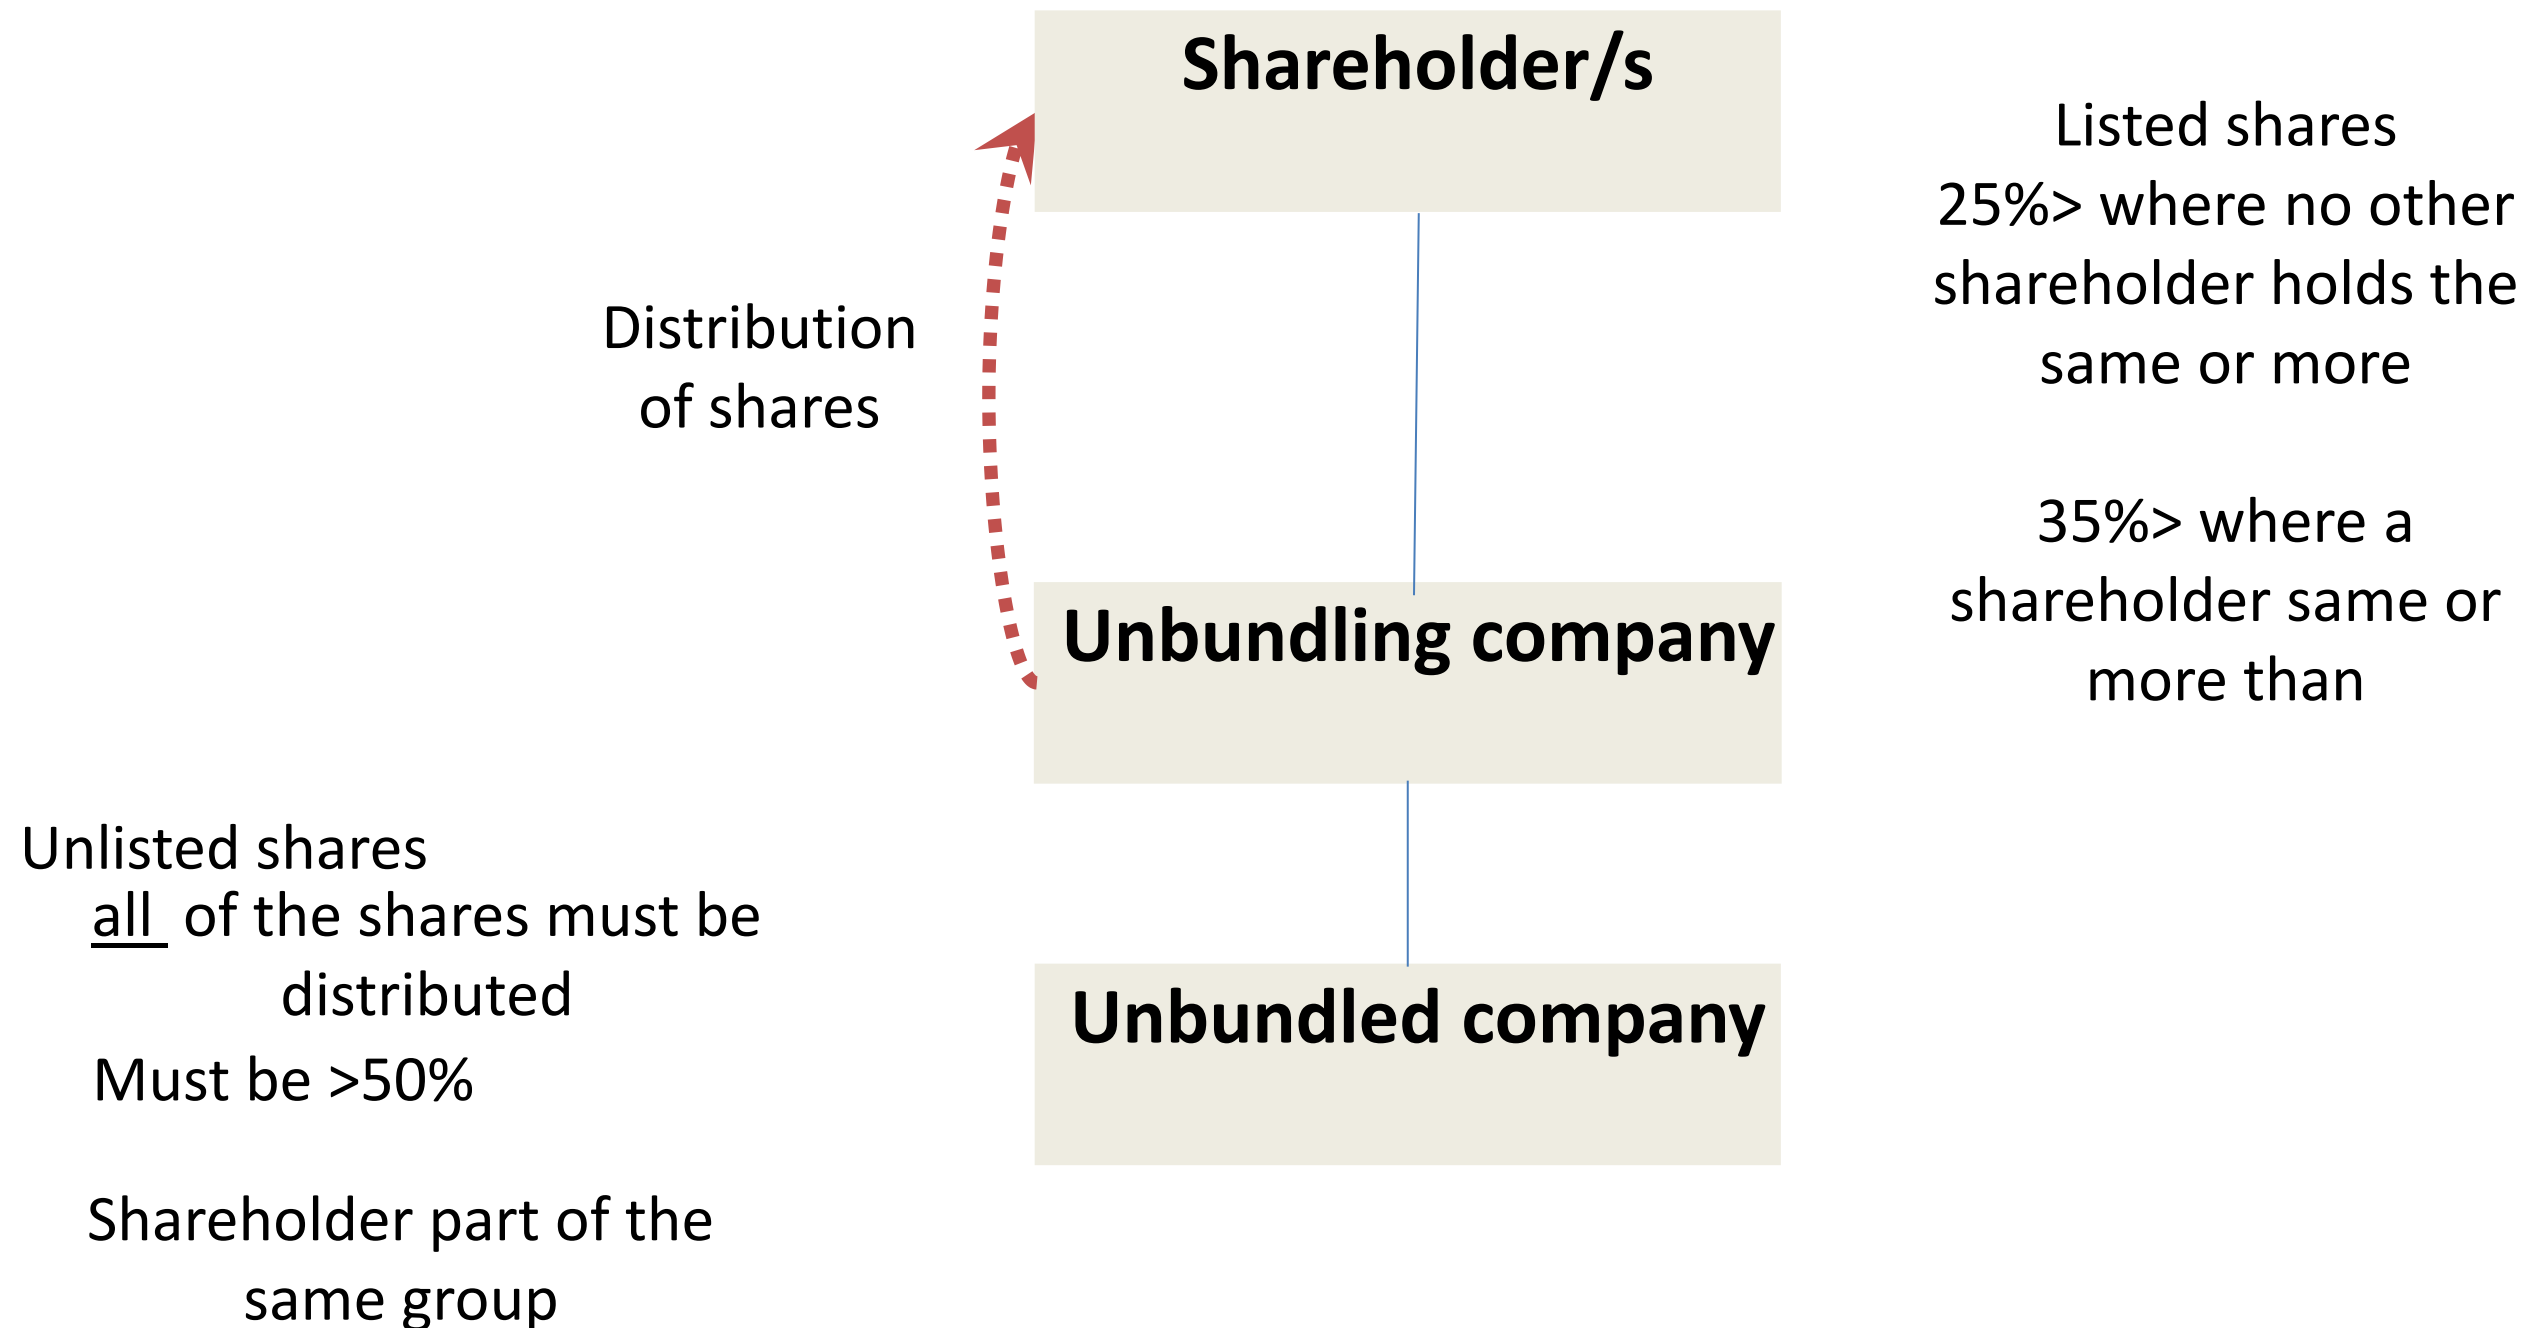 Shareholder/s
Distribution
of shares
Listed shares
25%> where no other
shareholder holds the
same or more
35%> where a
shareholder same or
more than
Unbundling company
Unlisted shares
all of the shares must be
distributed
Must be >50%
Shareholder part of the
same group
Unbundled company